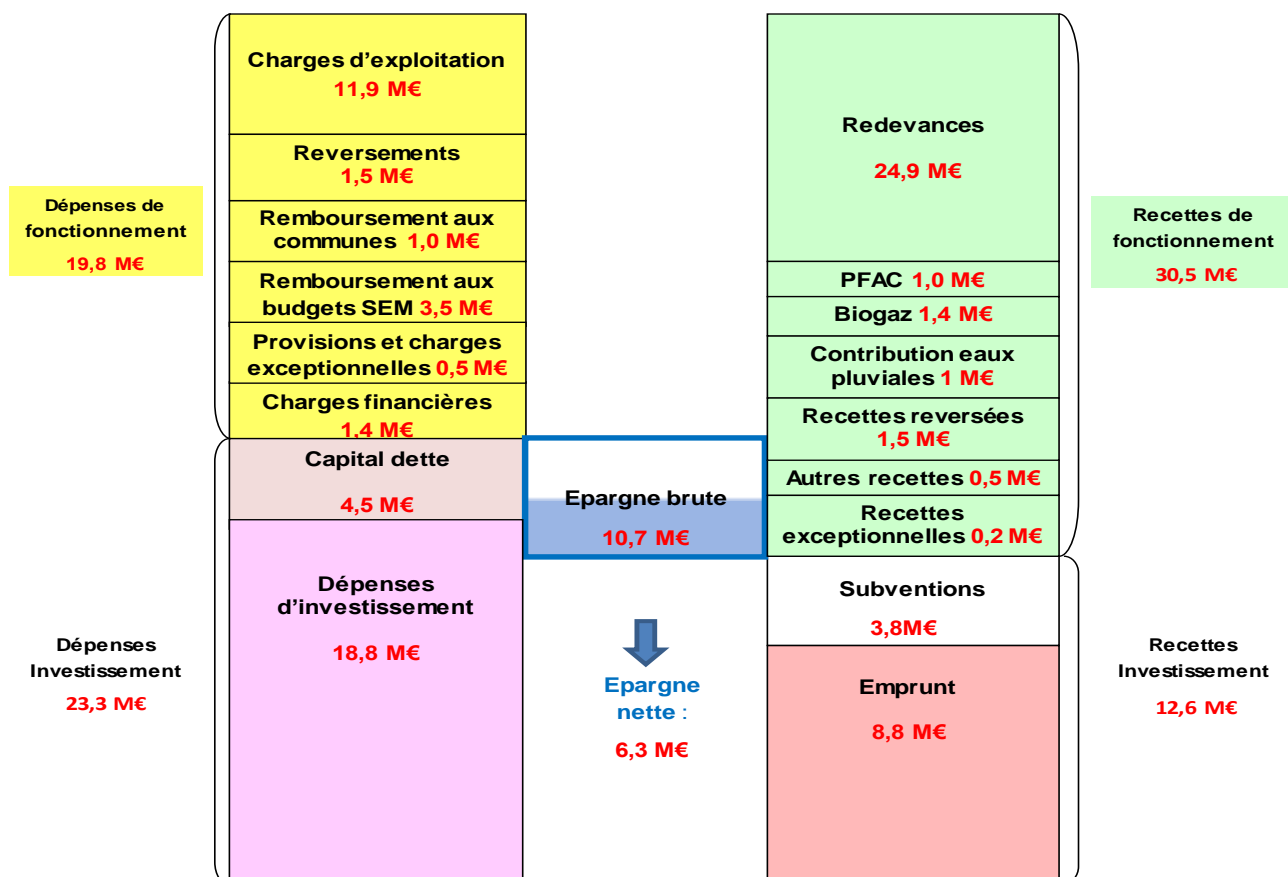 Charges d'exploitation
11,9 M€
Reversements
1,5 M€
Remboursement aux
communes 1,0 M€
Remboursement aux
budgets SEM 3,5 M€
Provisions et charges
exceptionnelles 0,5 M€
Charges financières
1,4 M€
Dépenses de
fonctionnement
19,8 M€
Capital dette
4,5 M€
Dépenses
d'investissement
18,8 M€
Dépenses
Investissement
23,3 M€
Epargne brute
10,7 M€
Epargne
nette :
6,3 M€
Redevances
24,9 M€
PFAC 1,0 M€
Biogaz 1,4 M€
Contribution eaux
pluviales 1 M€
Recettes reversées
1,5 M€
Autres recettes 0,5 M€
Recettes
exceptionnelles 0,2 M€
Recettes de
fonctionnement
30,5 M€
Subventions
3,8M€
Emprunt
8,8 M€
Recettes
Investissement
12,6 M€